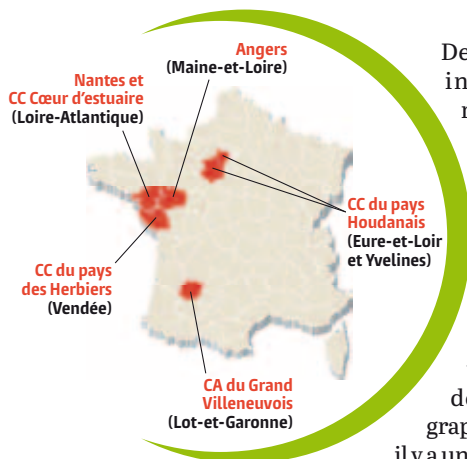 Angers
(Maine-et-Loire)
Nantes et
CC Cœur d'estuaire
(Loire-Atlantique)
CC du pays
Houdanais
(Eure-et-Loir
et Yvelines)
CC du pays
des Herbiers
(Vendée)
CA du Grand
Villeneuvois
(Lot-et-Garonne)
De
in
de
grap
il y a un